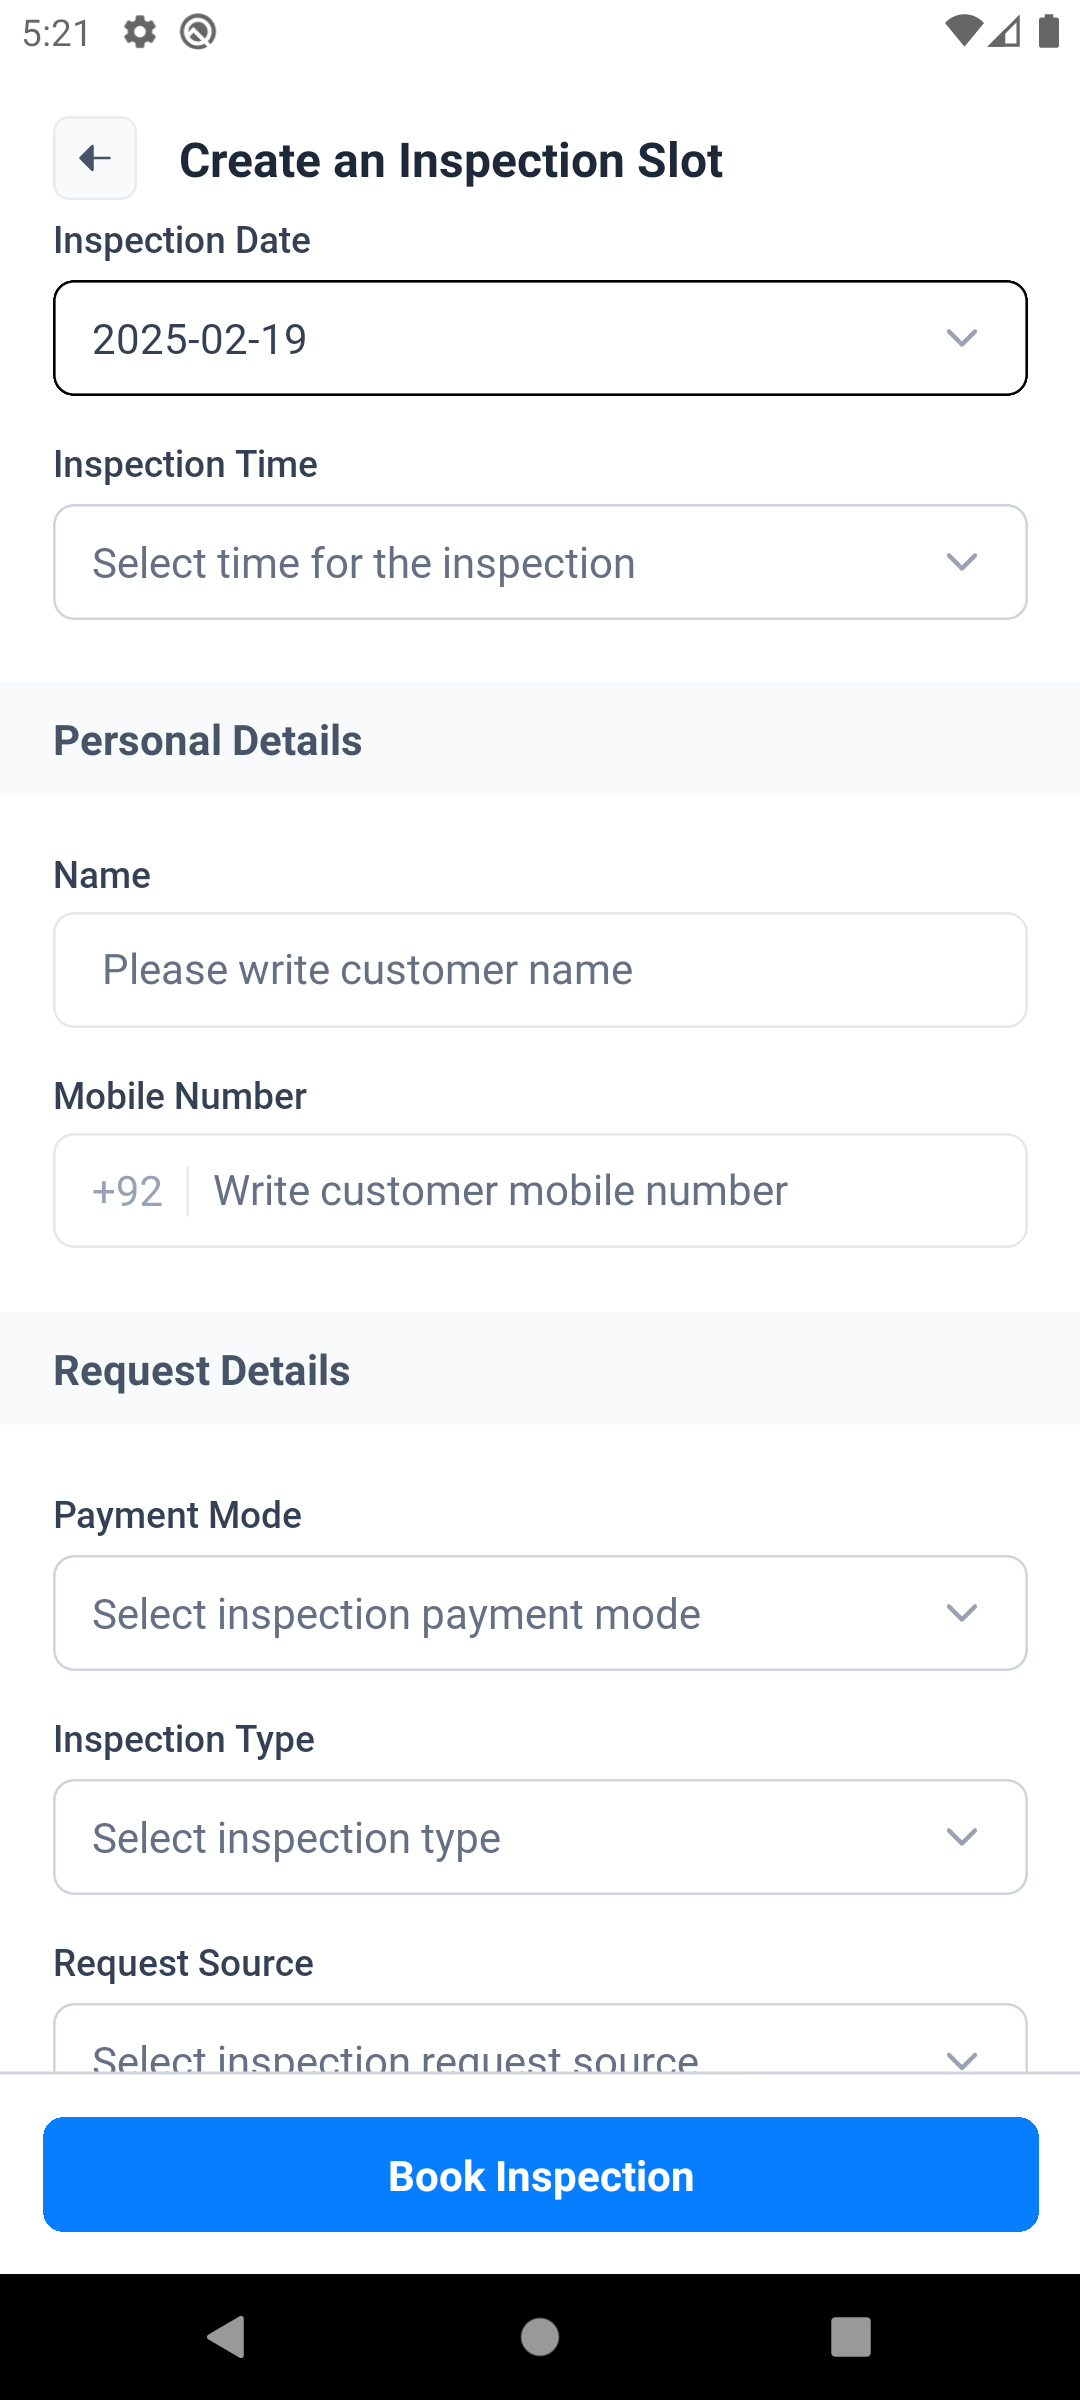 5:21
Create an Inspection Slot
Inspection Date
2025-02-19
Inspection Time
Select time for the inspection
Personal Details
Name
Please write customer name
Mobile Number
+92 Write customer mobile number
Request Details
Payment Mode
Select inspection payment mode
Inspection Type
Select inspection type
Request Source
Select inspection request source
Book Inspection